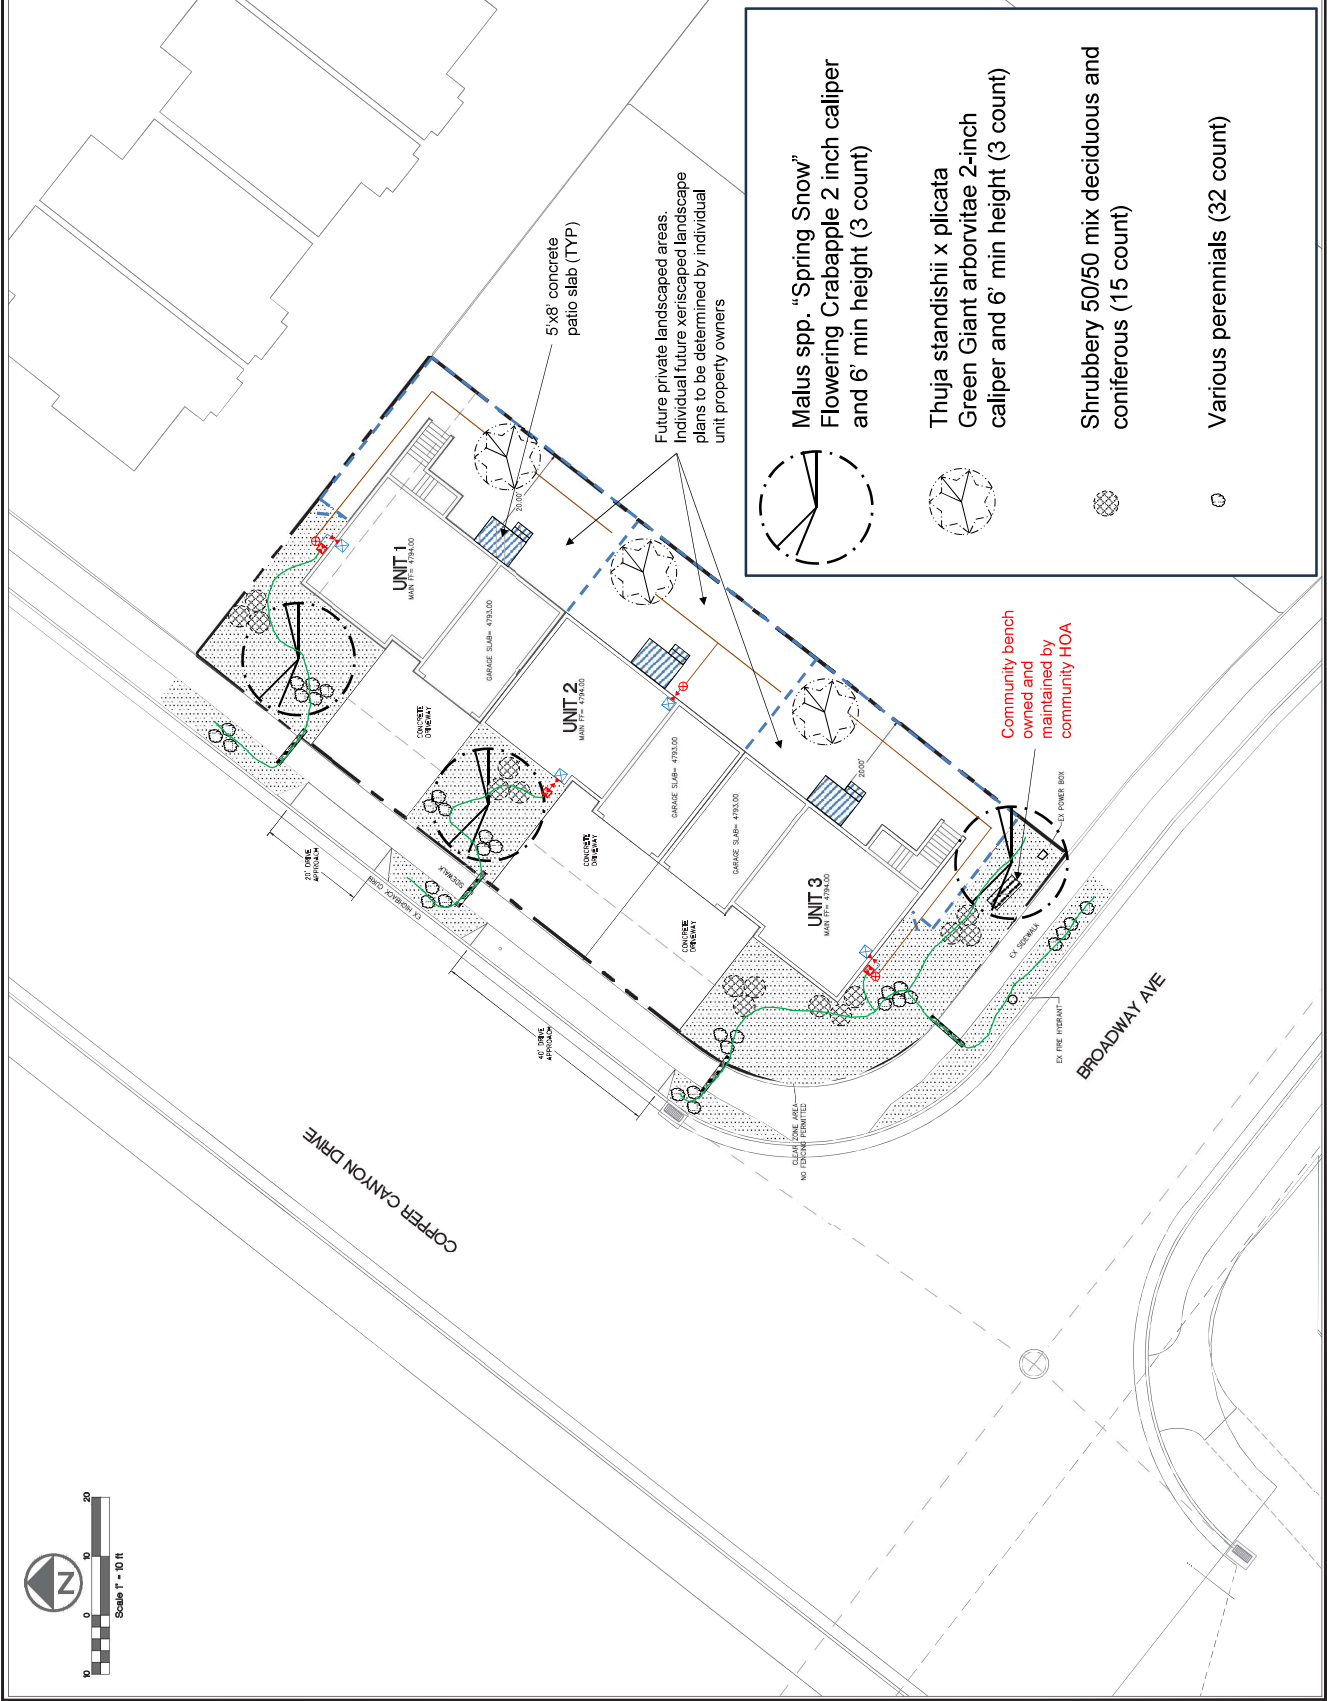 Malus spp. “Spring Snow”
Flowering Crabapple 2 inch caliper
and 6’ min height (3 count)
Thuja standishii x plicata
Green Giant arborvitae 2-inch
caliper and 6’ min height (3 count)
Shrubbery 50/50 mix deciduous and
coniferous (15 count)
Various perennials (32 count)
5'x8' concrete
patio slab (TYP)
Future private landscaped areas.
Individual future xeriscaped landscape
plans to be determined by individual
unit property owners
Community bench
owned and
maintained by
community HOA
UNIT 1
MAIN FF= 4794.00
GARAGE SLAB= 4793.00
CONCRETE
DRIVEWAY
20.00'
UNIT 2
MAIN FF= 4794.00
GARAGE SLAB= 4793.00
CONCRETE
DRIVEWAY
UNIT 3
MAIN FF= 4794.00
GARAGE SLAB= 4793.00
CONCRETE
DRIVEWAY
20.00'
20' DRIVE
APPROACH
40' DRIVE
APPROACH
SIDEWALK
EX HIGHBACK CURB
EX POWER BOX
EX SIDEWALK
EX FIRE HYDRANT
CLEAR ZONE AREA
NO FENCING PERMITTED
COPPER CANYON DRIVE
BROADWAY AVE
N
10 0 10 20
Scale 1" = 10 ft